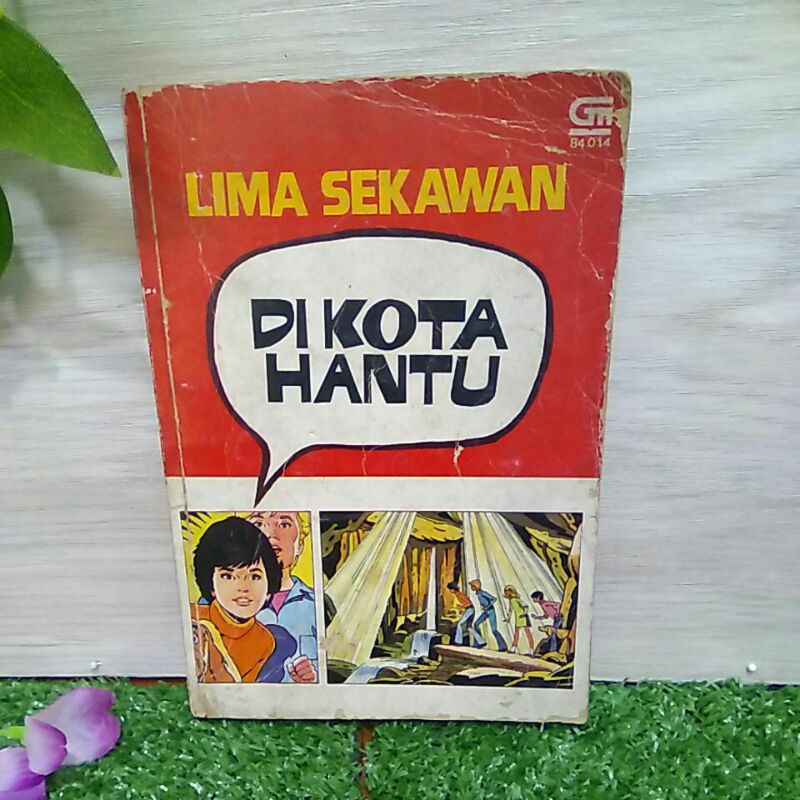 GM
84.014
LIMA SEKAWAN
DI KOTA
HANTU